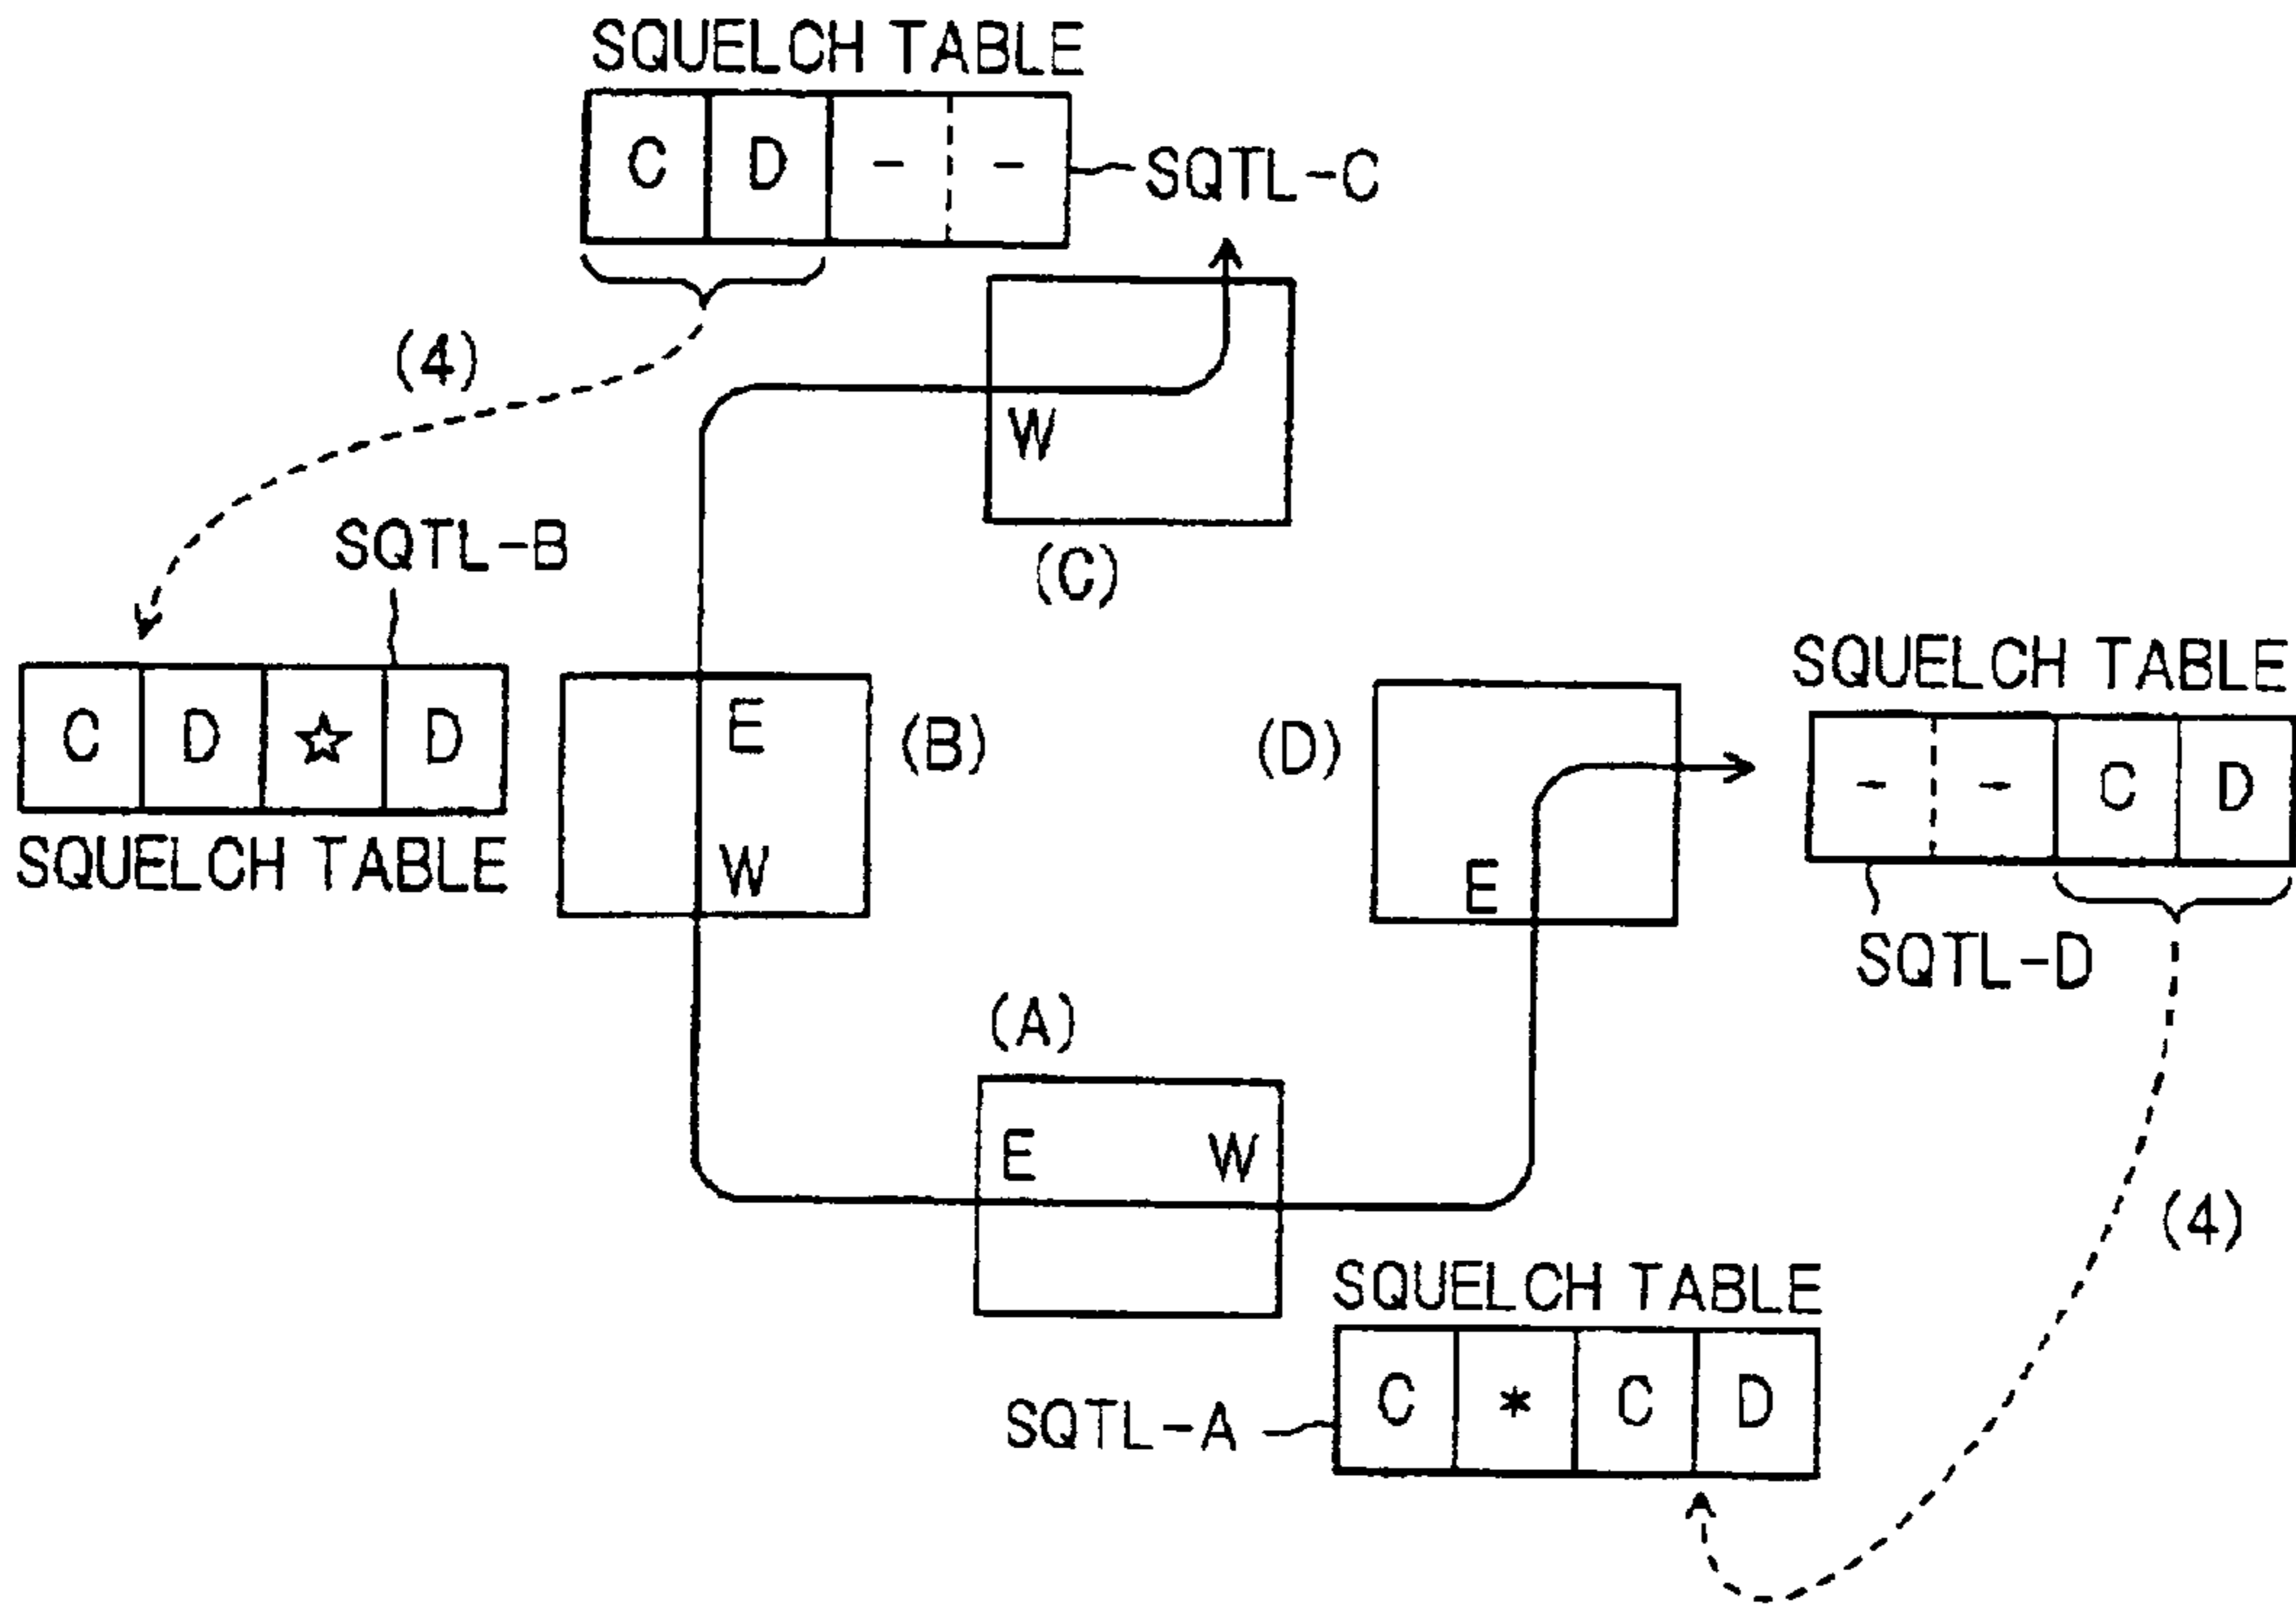 SQUELCH TABLE
C D - -
SQTL-C
(4)
W
(C)
SQTL-B
C D ☆ D
SQUELCH TABLE
E
W
(B)
(D)
E
SQUELCH TABLE
- - C D
SQTL-D
(4)
(A)
E W
SQUELCH TABLE
C * C D
SQTL-A